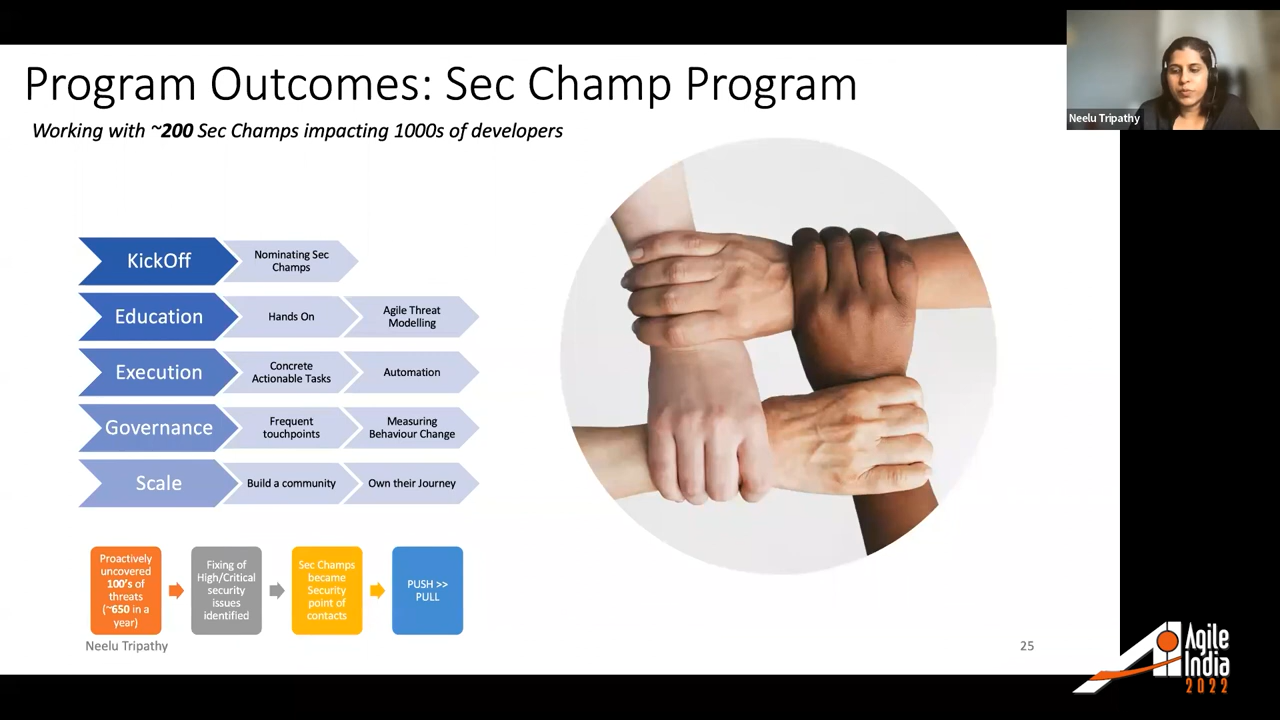 Program Outcomes: Sec Champ Program
Working with ~200 Sec Champs impacting 1000s of developers
Neelu Tripathy
KickOff
Nominating Sec
Champs
Education
Hands On
Agile Threat
Modelling
Execution
Concrete
Actionable Tasks
Automation
Governance
Frequent
touchpoints
Measuring
Behaviour Change
Scale
Build a community
Own their Journey
Proactively
uncovered
100's of
threats
(~650 in a
year)
Fixing of
High/Critical
security
issues
identified
Sec Champs
became
Security
point of
contacts
PUSH >>
PULL
Neelu Tripathy
25
Agile
India
2022